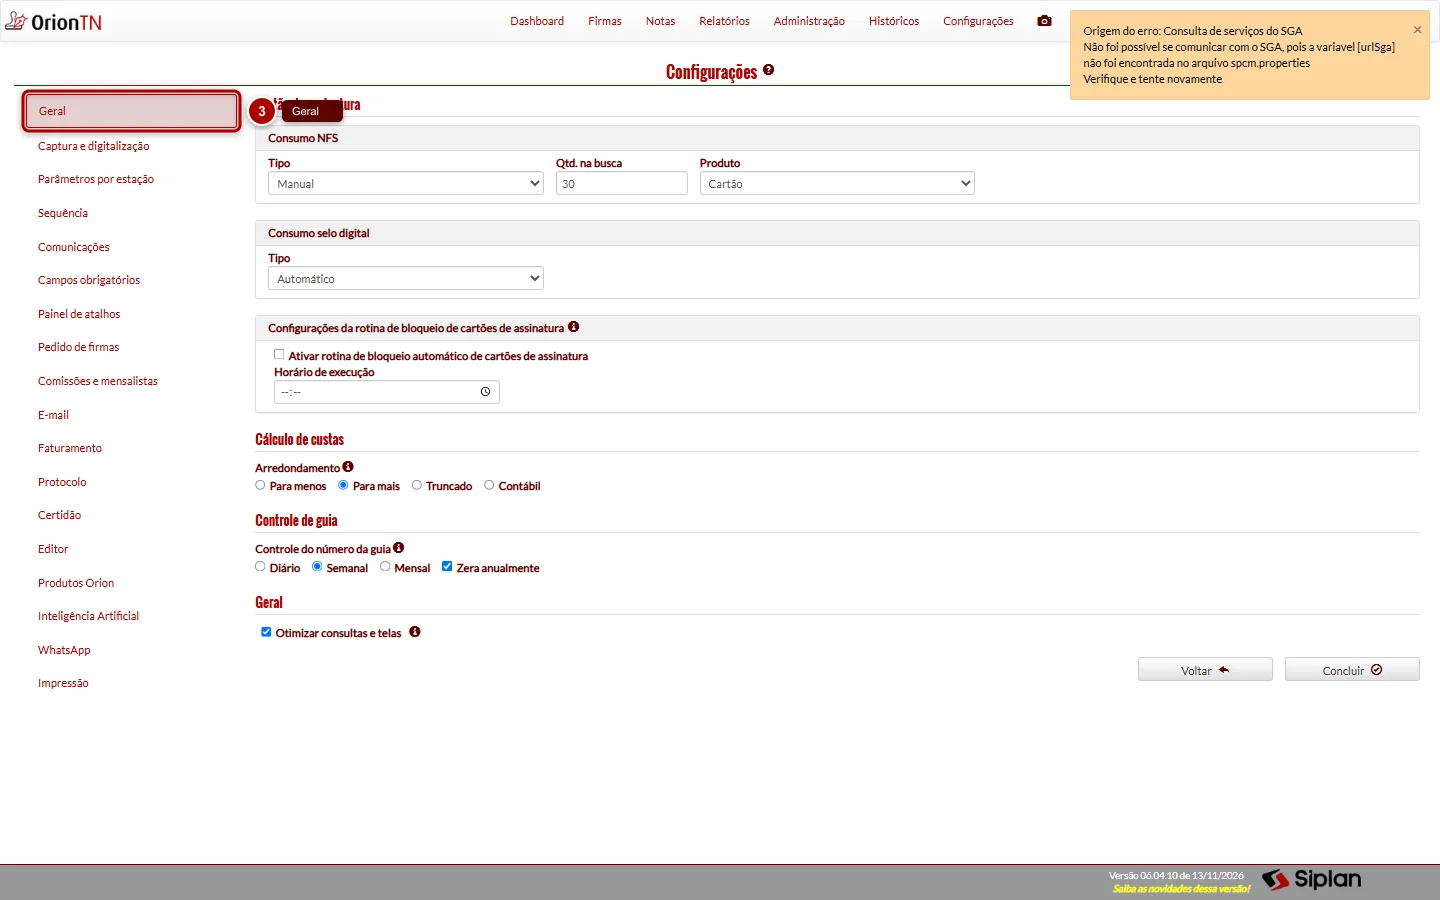 OrionTN
Dashboard
Firmas
Notas
Relatórios
Administração
Históricos
Configurações
Origem do erro: Consulta de serviços do SGA
Não foi possível se comunicar com o SGA, pois a variavel [urlSga]
não foi encontrada no arquivo spcm.properties
Verifique e tente novamente
×
Configurações
Geral
Captura e digitalização
Parâmetros por estação
Sequência
Comunicações
Campos obrigatórios
Painel de atalhos
Pedido de firmas
Comissões e mensalistas
E-mail
Faturamento
Protocolo
Certidão
Editor
Produtos Orion
Inteligência Artificial
WhatsApp
Impressão
3
Geral
Consumo NFS
Tipo
Qtd. na busca
Produto
Manual
30
Cartão
Consumo selo digital
Tipo
Automático
Configurações da rotina de bloqueio de cartões de assinatura
Ativar rotina de bloqueio automático de cartões de assinatura
Horário de execução
--:--
Cálculo de custas
Arredondamento
Para menos
Para mais
Truncado
Contábil
Controle de guia
Controle do número da guia
Diário
Semanal
Mensal
Zera anualmente
Geral
Otimizar consultas e telas
Voltar
Concluir
Versão 06.04.10 de 13/11/2026
Saiba as novidades dessa versão!
Siplan